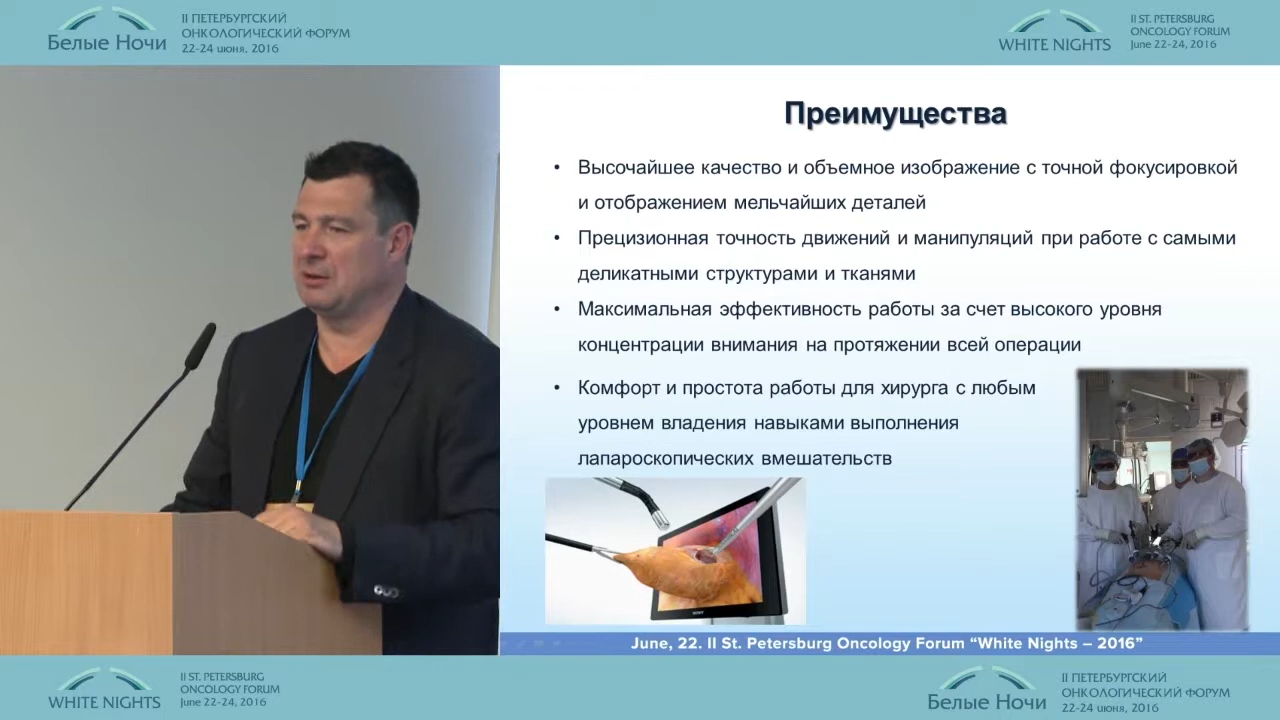 Белые Ночи
II ПЕТЕРБУРГСКИЙ
ОНКОЛОГИЧЕСКИЙ ФОРУМ
22-24 июня, 2016
WHITE NIGHTS
II ST. PETERSBURG
ONCOLOGY FORUM
June 22-24, 2016
Преимущества
• Высочайшее качество и объемное изображение с точной фокусировкой
и отображением мельчайших деталей
• Прецизионная точность движений и манипуляций при работе с самыми
деликатными структурами и тканями
• Максимальная эффективность работы за счет высокого уровня
концентрации внимания на протяжении всей операции
• Комфорт и простота работы для хирурга с любым
уровнем владения навыками выполнения
лапароскопических вмешательств
SONY
June, 22. II St. Petersburg Oncology Forum “White Nights – 2016”
WHITE NIGHTS
II ST. PETERSBURG
ONCOLOGY FORUM
June 22-24, 2016
Белые Ночи
II ПЕТЕРБУРГСКИЙ
ОНКОЛОГИЧЕСКИЙ ФОРУМ
22-24 июня, 2016